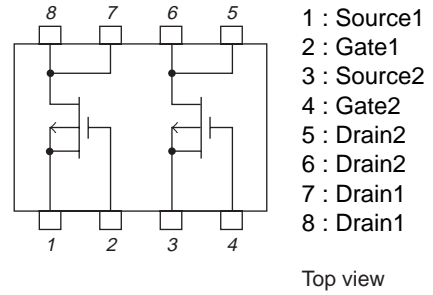 8 7 6 5
1 2 3 4
1 : Source1
2 : Gate1
3 : Source2
4 : Gate2
5 : Drain2
6 : Drain2
7 : Drain1
8 : Drain1
Top view